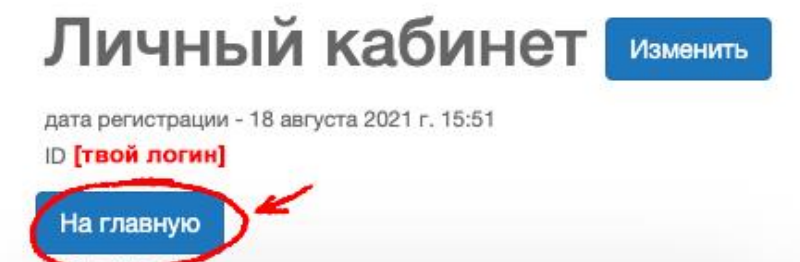 Личный кабинет Изменить
дата регистрации - 18 августа 2021 г. 15:51
ID [твой логин]
На главную